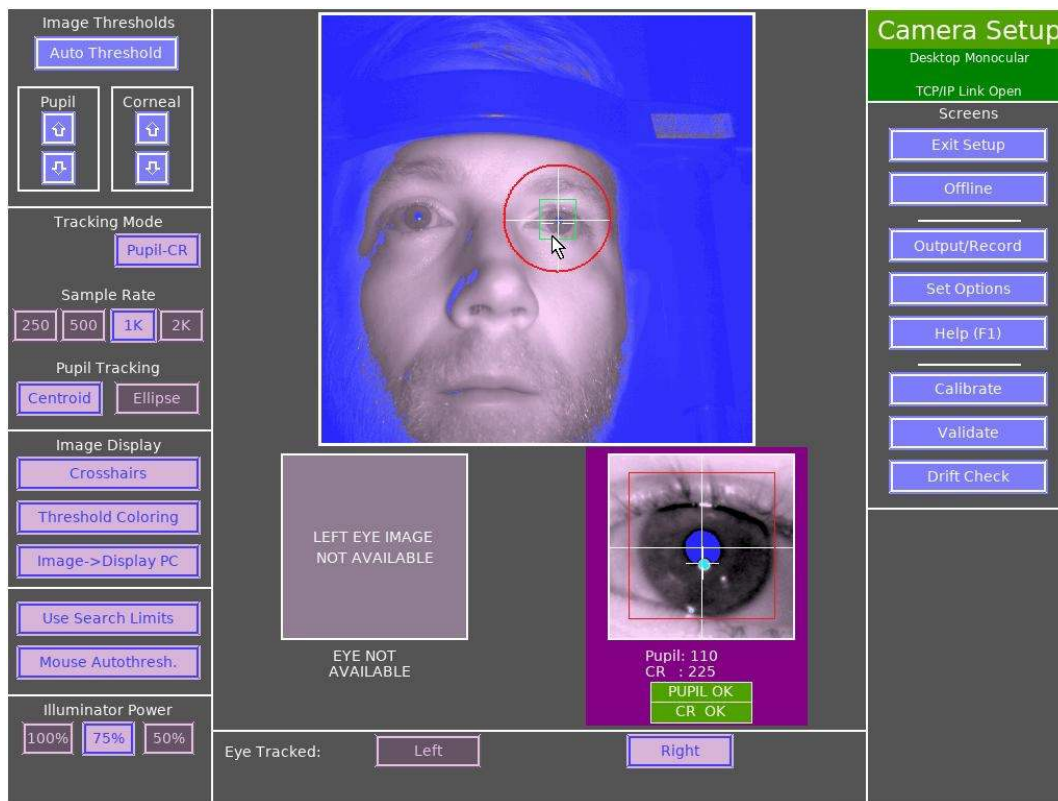 Image Thresholds
Auto Threshold
Pupil
Corneal
Tracking Mode
Pupil-CR
Sample Rate
250
500
1K
2K
Pupil Tracking
Centroid
Ellipse
Image Display
Crosshairs
Threshold Coloring
Image->Display PC
Use Search Limits
Mouse Autothresh.
Illuminator Power
100%
75%
50%
LEFT EYE IMAGE
NOT AVAILABLE
EYE NOT
AVAILABLE
Pupil: 110
CR : 225
PUPIL OK
CR OK
Eye Tracked:
Left
Right
Camera Setup
Desktop Monocular
TCP/IP Link Open
Screens
Exit Setup
Offline
Output/Record
Set Options
Help (F1)
Calibrate
Validate
Drift Check